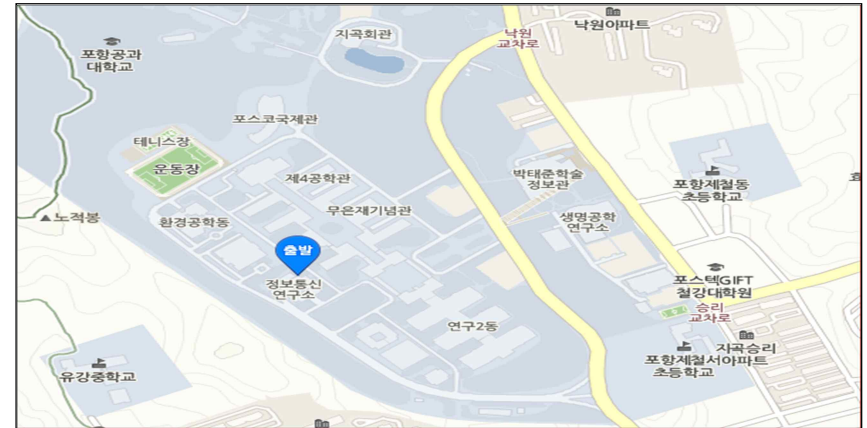 지곡회관
낙원
교차로
낙원아파트
포항공과
대학교
포스코국제관
테니스장
운동장
제4공학관
박태준학술
정보관
포항제철동
초등학교
효
무은재기념관
노적봉
환경공학동
생명공학
연구소
출발
정보통신
연구소
포스텍GIFT
철강대학원
승리
교차로
연구2동
지곡승리
아파트
포항제철서
초등학교
유강중학교